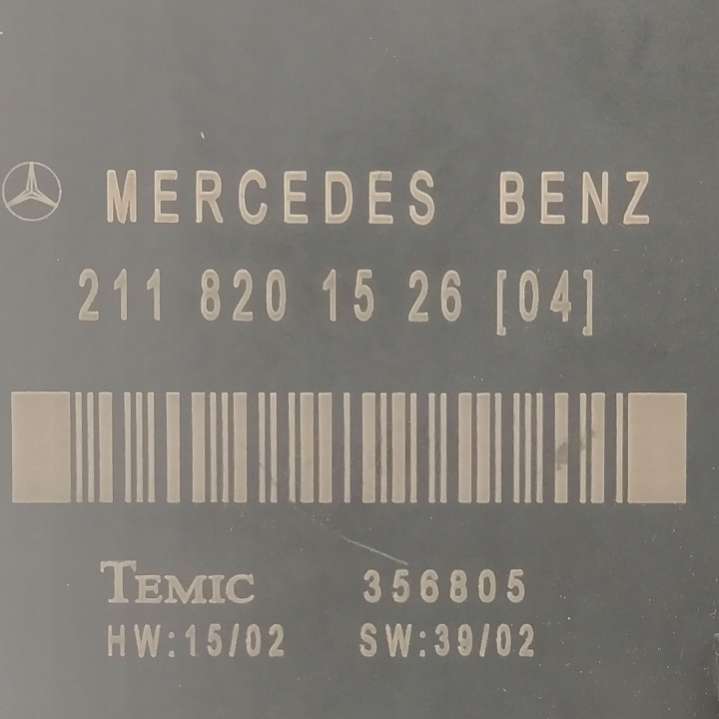 MERCEDES BENZ
211 820 15 26 [04]
TEMIC 356805
HW:15/02 SW:39/02